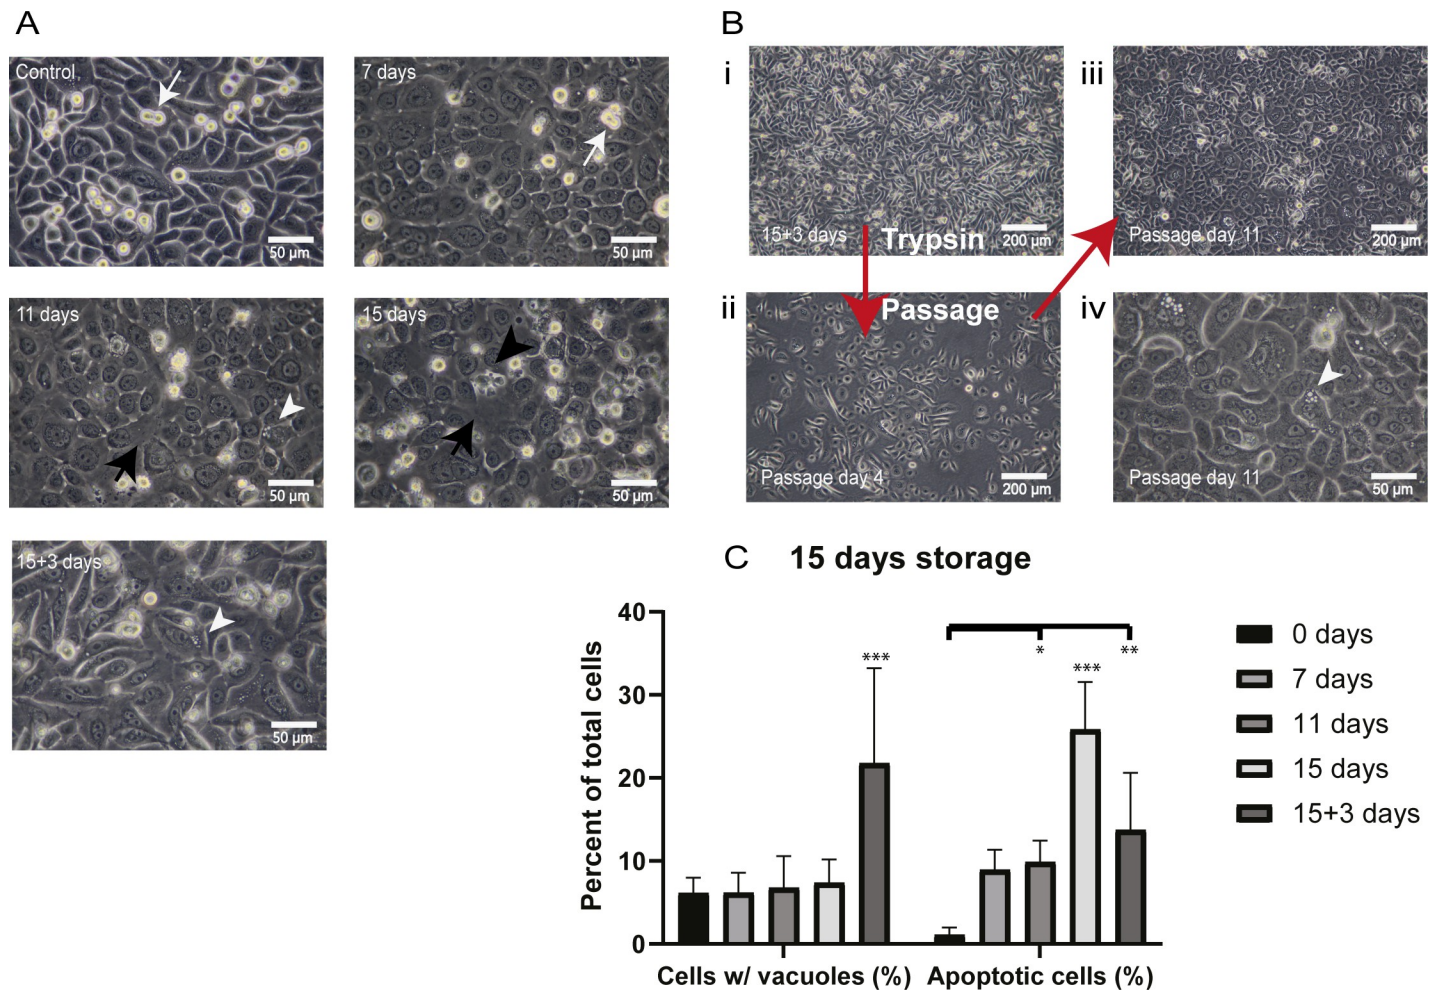 A
Control
50 µm
7 days
50 µm
11 days
50 µm
15 days
50 µm
15+3 days
50 µm
B
i
15+3 days
Trypsin
200 µm
ii
Passage
Passage day 4
200 µm
iii
Passage day 11
200 µm
iv
Passage day 11
50 µm
C 15 days storage
Percent of total cells
40
30
20
10
0
***
*
***
**
Cells w/ vacuoles (%)
Apoptotic cells (%)
0 days
7 days
11 days
15 days
15+3 days